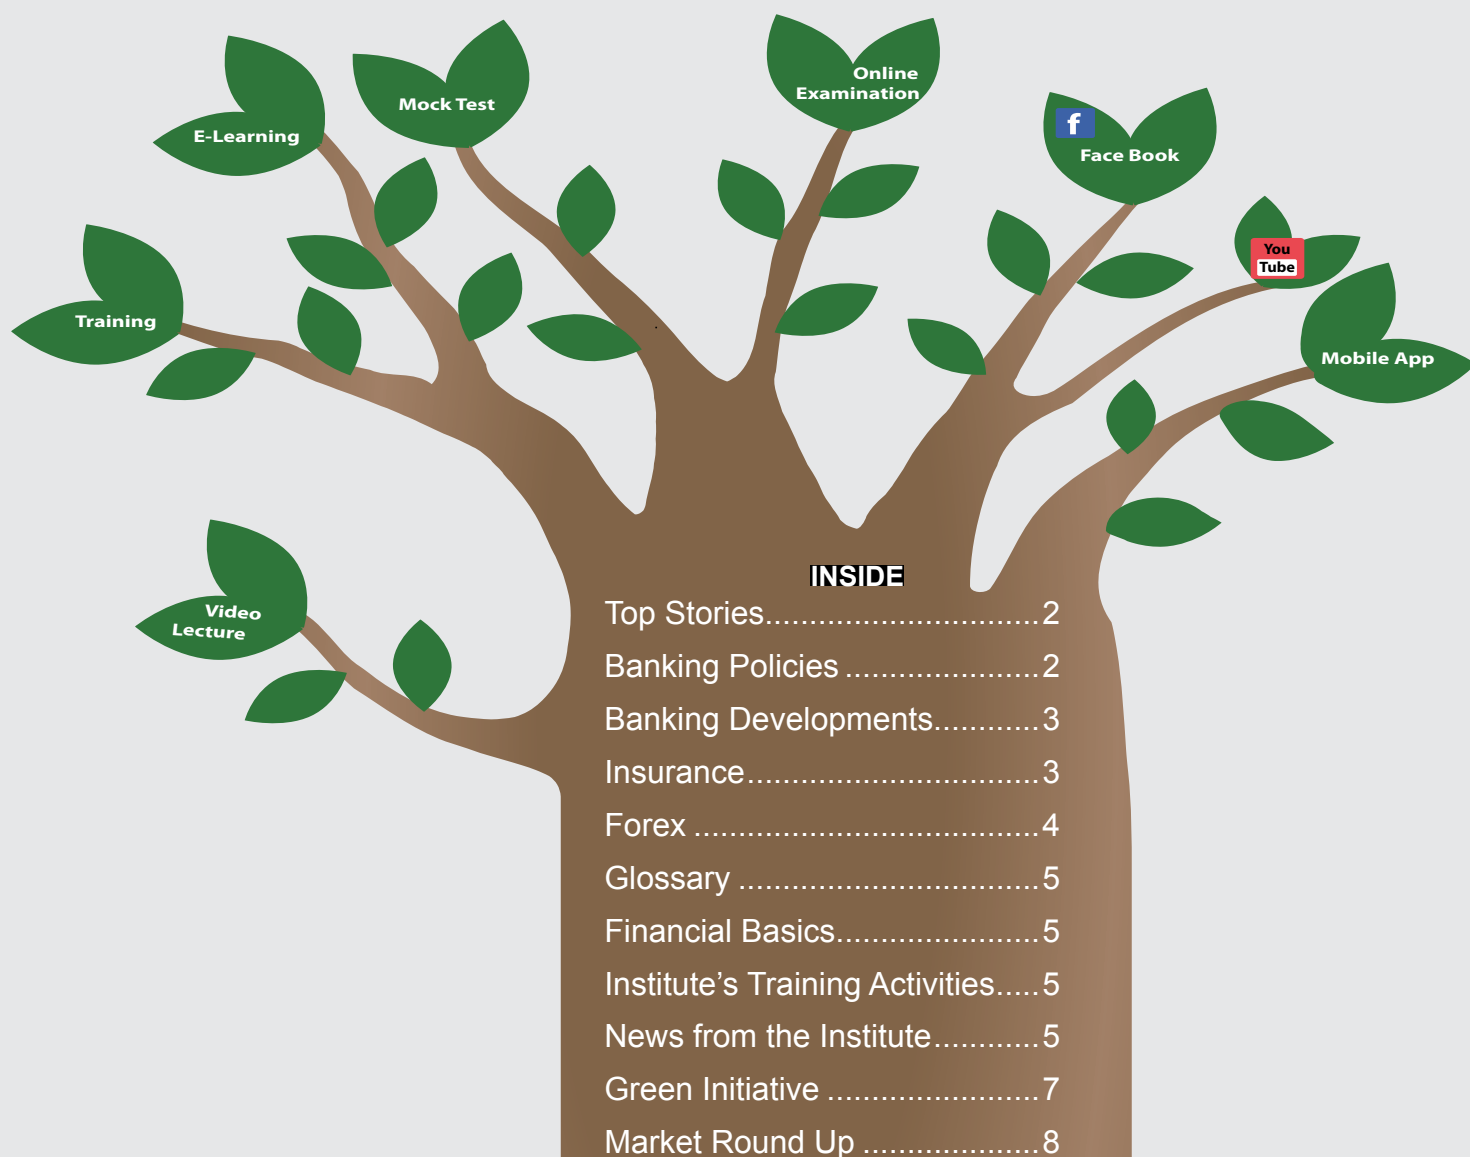 Online
Examination
Mock Test
E-Learning
f
Face Book
You
Tube
Training
Mobile App
Video
Lecture
INSIDE
Top Stories...............................2
Banking Policies ......................2
Banking Developments............3
Insurance.................................3
Forex .......................................4
Glossary ..................................5
Financial Basics.......................5
Institute’s Training Activities.....5
News from the Institute............5
Green Initiative ........................7
Market Round Up ....................8